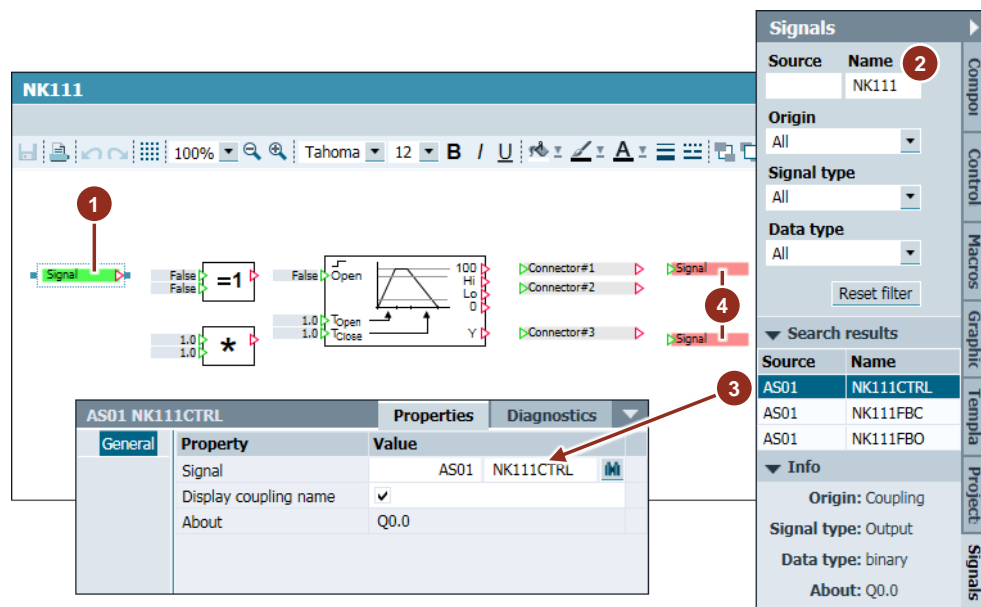 Signals
Source Name 2
NK111
Origin
All
Signal type
All
Data type
All
Reset filter
Search results
Source Name
AS01 NK111CTRL
AS01 NK111FBC
AS01 NK111FBO
Info
Origin: Coupling
Signal type: Output
Data type: binary
About: Q0.0
Compoi
Control
Macros
Graphic
Templa
Project:
Signals
NK111
100% Tahoma 12 B I U A
1
Signal
False
False
=1
False Open
100
Hi
Lo
0
1.0 TOpen
1.0 TClose
Y
1.0
1.0
*
Connector#1
Connector#2
Connector#3
Signal
4
Signal
3
AS01 NK111CTRL Properties Diagnostics
General Property Value
Signal AS01 NK111CTRL
Display coupling name
About Q0.0